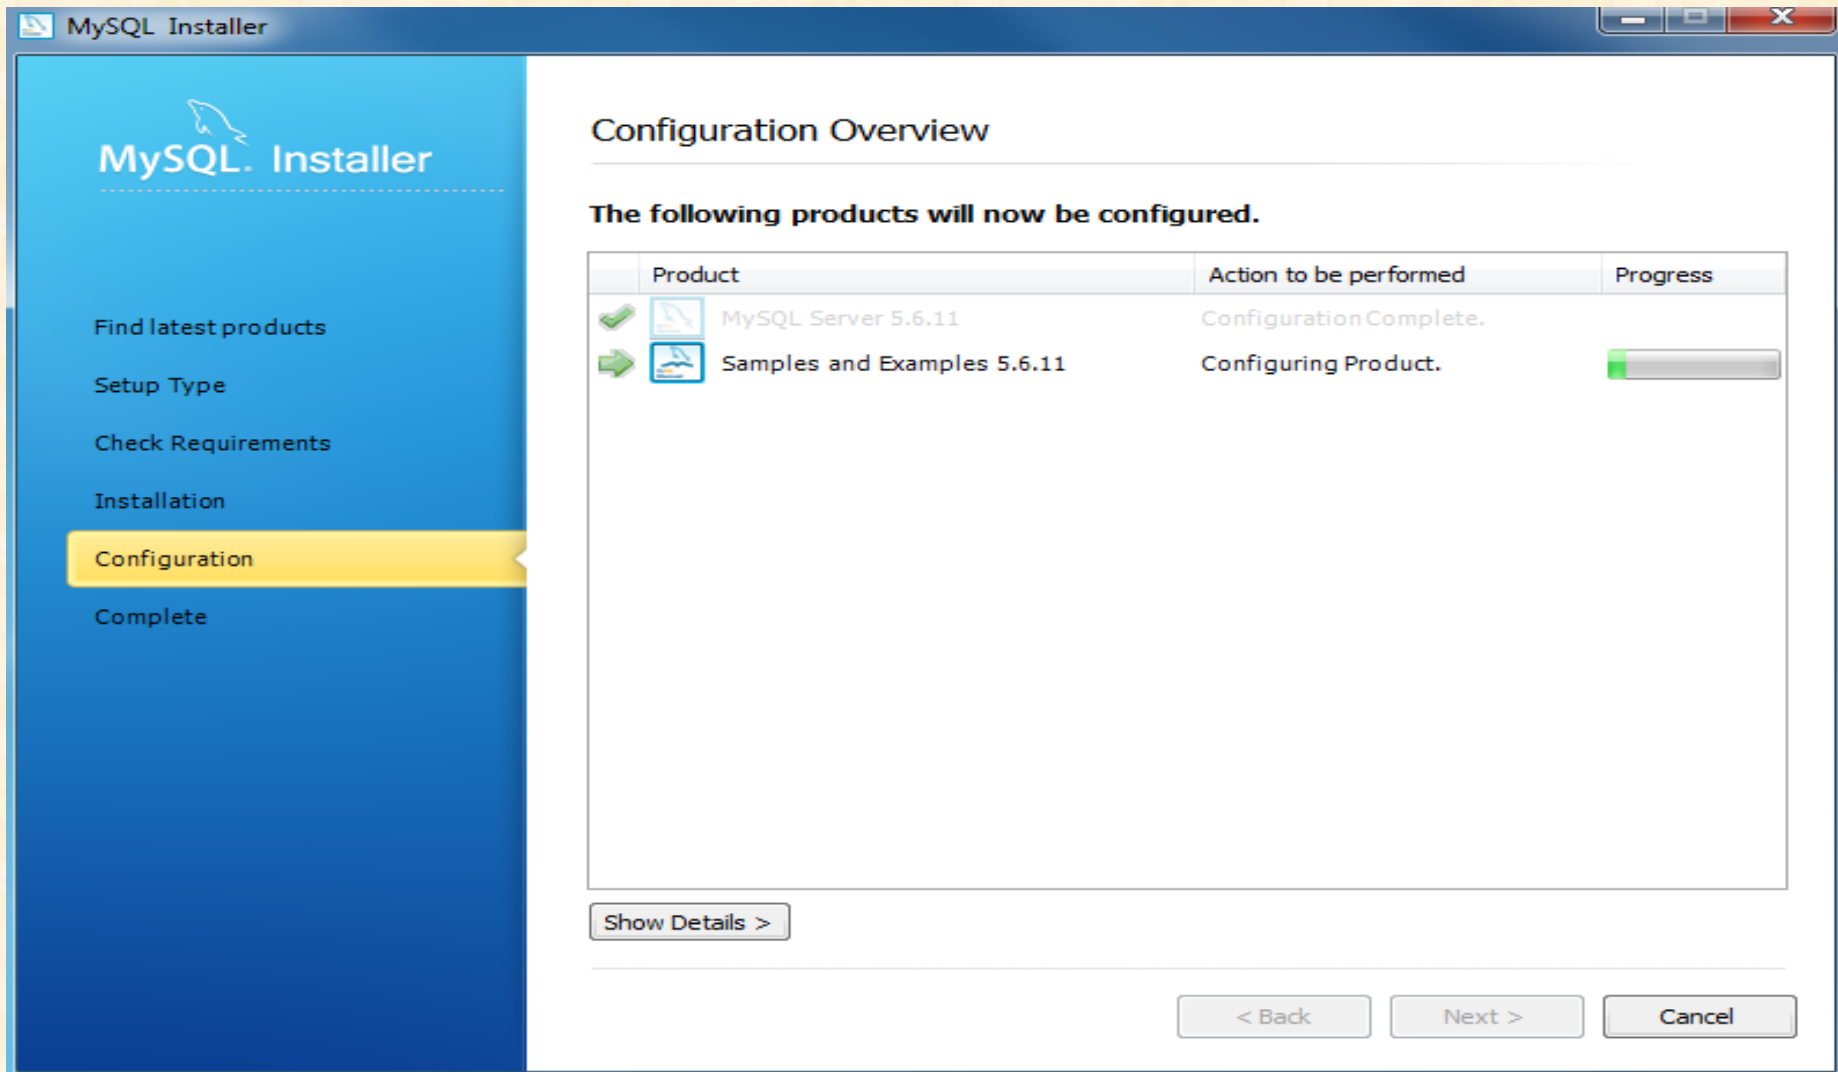 MySQL Installer
MySQL. Installer
Find latest products
Setup Type
Check Requirements
Installation
Configuration
Complete
Configuration Overview
The following products will now be configured.
Product Action to be performed Progress
MySQL Server 5.6.11 Configuration Complete.
Samples and Examples 5.6.11 Configuring Product.
Show Details >
< Back Next > Cancel